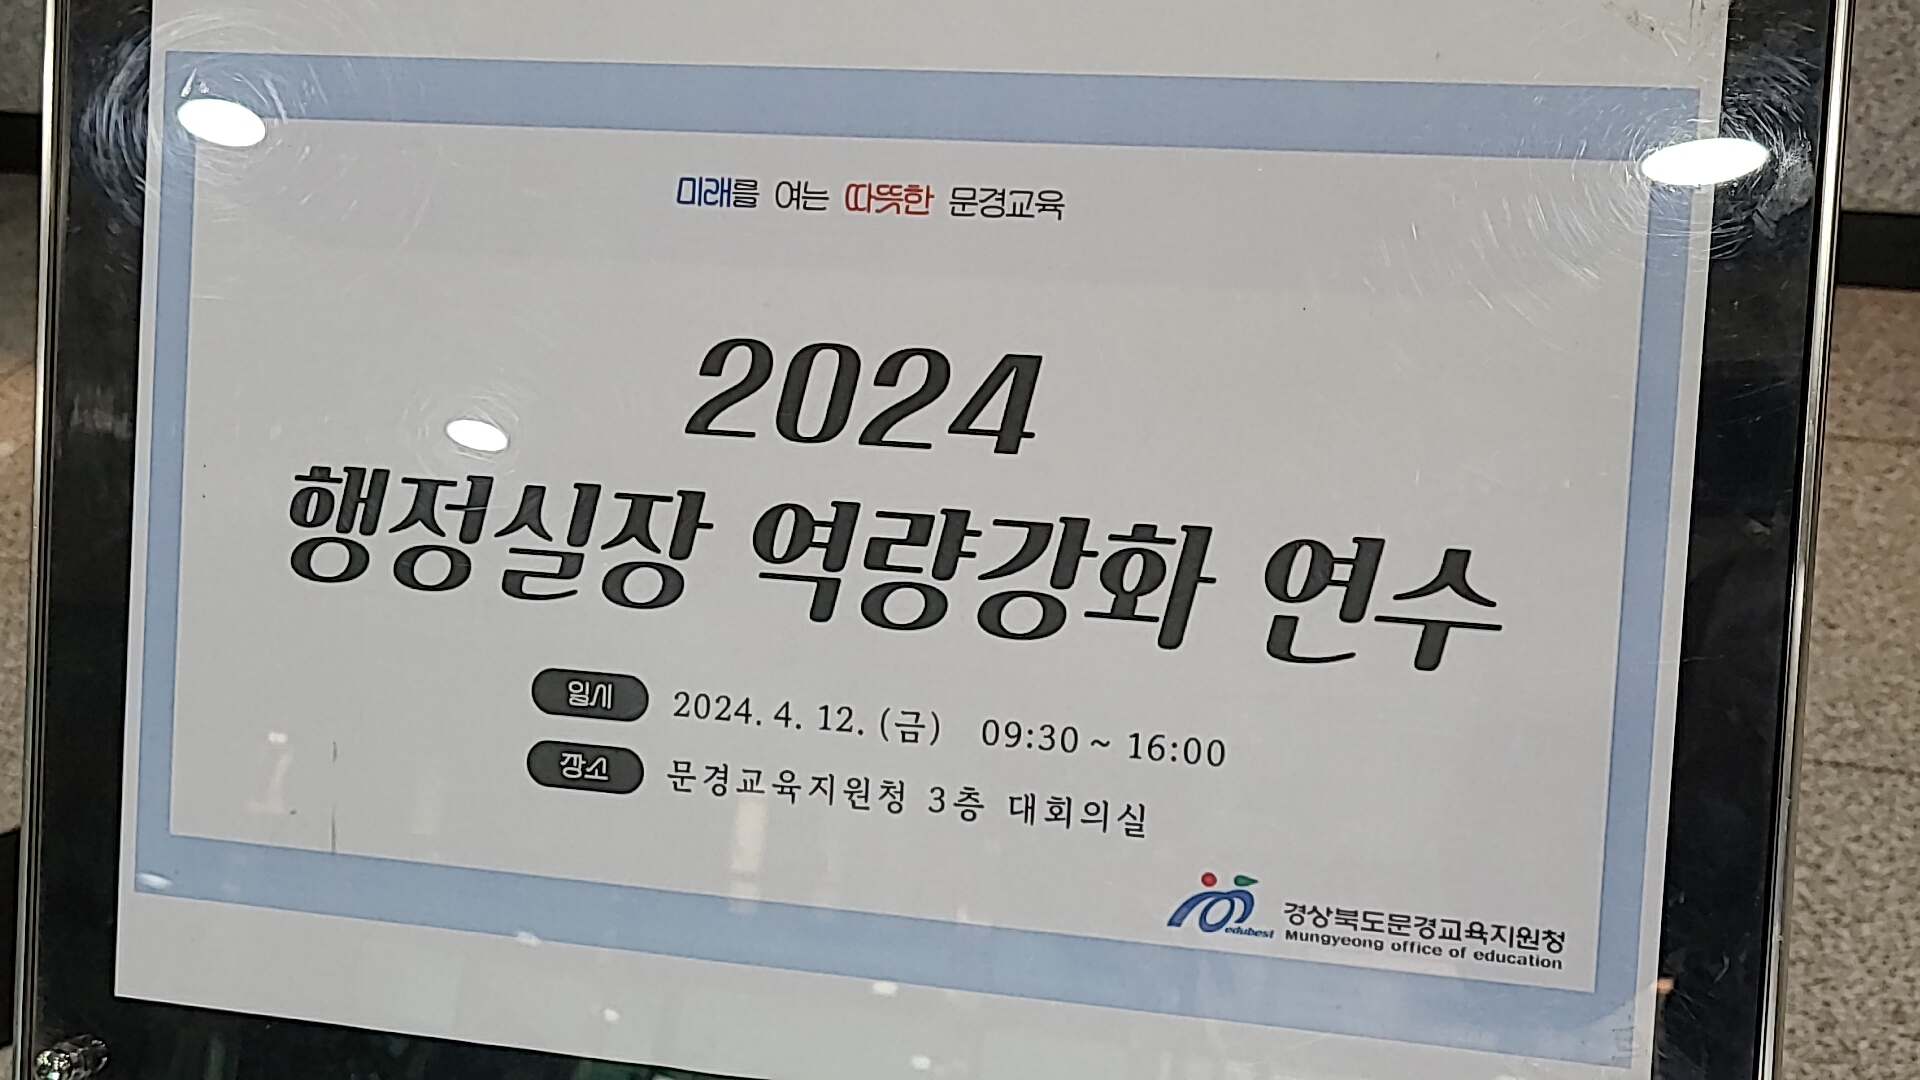 미래를 여는 따뜻한 문경교육
2024
행정실장 역량강화 연수
일시 2024. 4. 12. (금) 09:30 ~ 16:00
장소 문경교육지원청 3층 대회의실
edubest
경상북도문경교육지원청
Mungyeong office of education